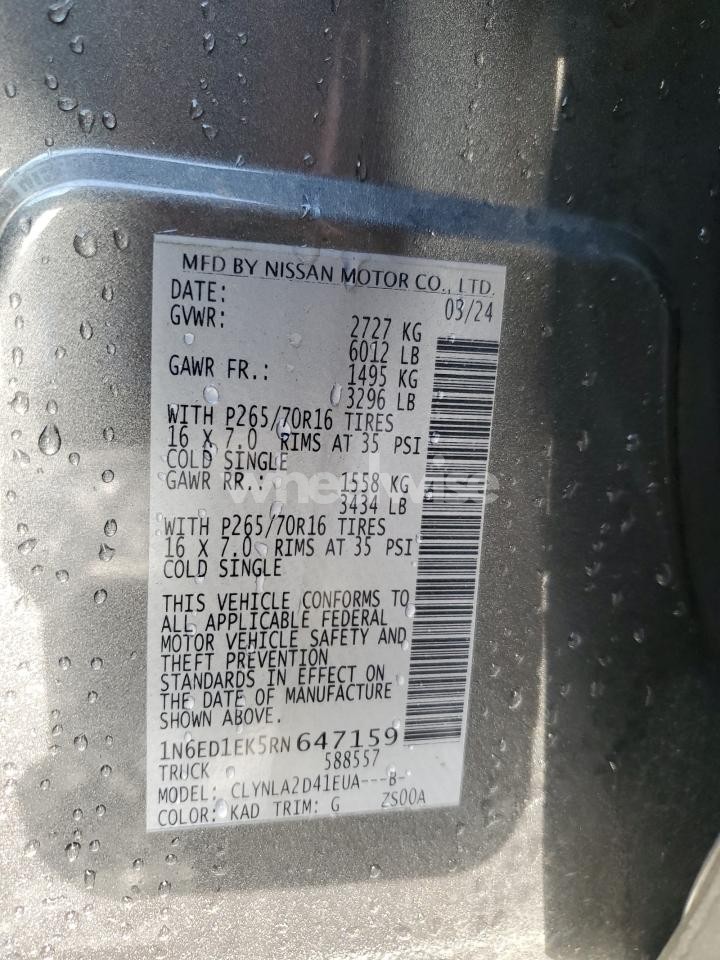 MFD BY NISSAN MOTOR CO., LTD.
DATE: 03/24
GVWR: 2727 KG
6012 LB
GAWR FR.: 1495 KG
3296 LB
WITH P265/70R16 TIRES
16 X 7.0 RIMS AT 35 PSI
COLD SINGLE
GAWR RR.: 1558 KG
3434 LB
wheelwise
WITH P265/70R16 TIRES
16 X 7.0 RIMS AT 35 PSI
COLD SINGLE
THIS VEHICLE CONFORMS TO
ALL APPLICABLE FEDERAL
MOTOR VEHICLE SAFETY AND
THEFT PREVENTION
STANDARDS IN EFFECT ON
THE DATE OF MANUFACTURE
SHOWN ABOVE.
1N6ED1EK5RN647159
TRUCK 588557
MODEL: CLYNLA2D41EUA---B-
COLOR: KAD TRIM: G ZS00A